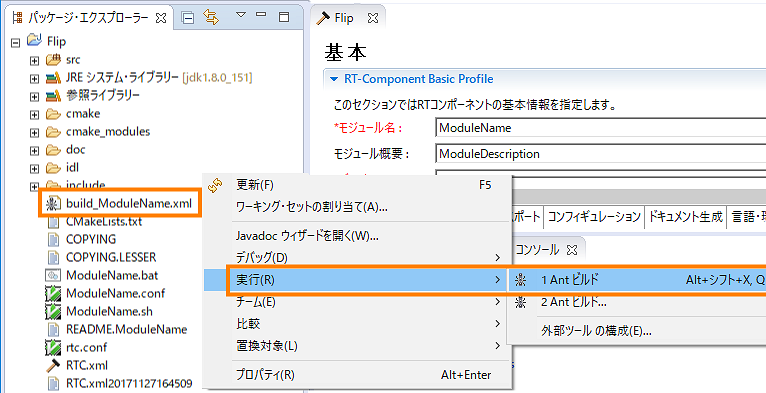 パッケージ・エクスプローラー
Flip
src
JRE システム・ライブラリー [jdk1.8.0_151]
参照ライブラリー
cmake
cmake_modules
doc
idl
include
build_ModuleName.xml
CMakeLists.txt
COPYING
COPYING.LESSER
ModuleName.bat
ModuleName.conf
ModuleName.sh
README.ModuleName
rtc.conf
RTC.xml
RTC.xml20171127164509
Flip
基本
RT-Component Basic Profile
このセクションではRTコンポーネントの基本情報を指定します。
*モジュール名：
ModuleName
モジュール概要：
ModuleDescription
更新(F) F5
ワーキング・セットの割り当て(A)...
Javadoc ウィザードを開く(W)...
デバッグ(D)
実行(R)
チーム(E)
比較
置換対象(L)
プロパティ(R) Alt+Enter
ポート コンフィギュレーション ドキュメント生成 言語・
コンソール
1 Ant ビルド Alt+シフト+X, Q
2 Ant ビルド...
外部ツール の構成(E)...